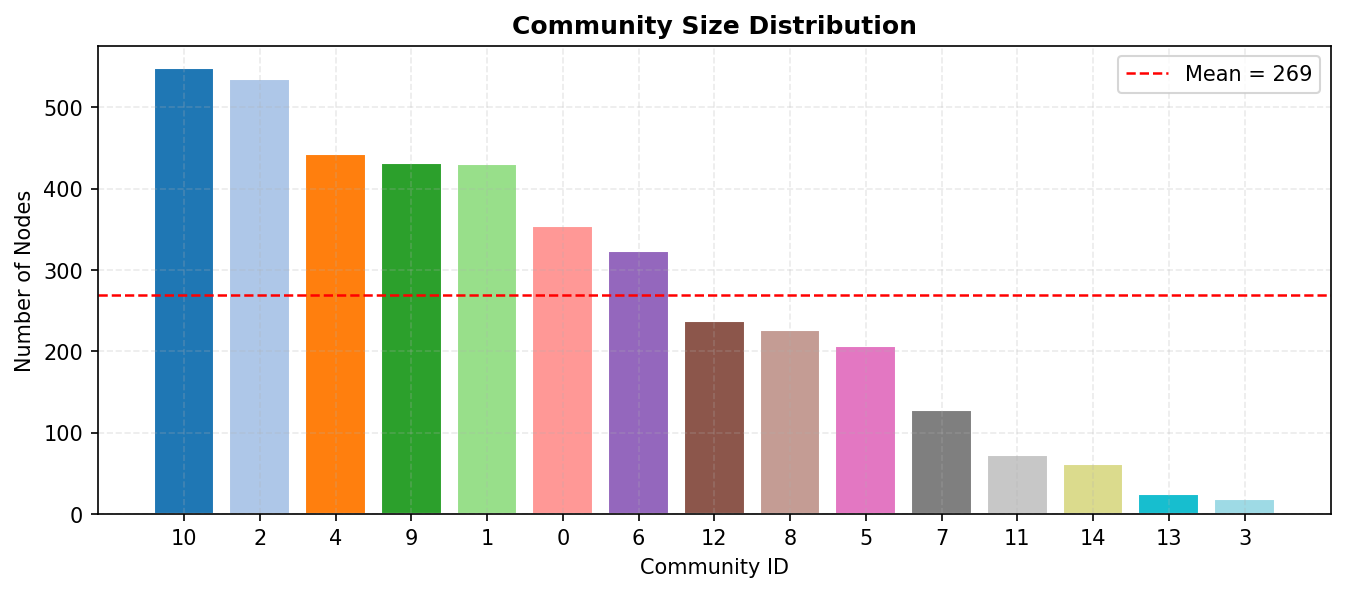 Community Size Distribution
Mean = 269
Number of Nodes
500
400
300
200
100
0
10 2 4 9 1 0 6 12 8 5 7 11 14 13 3
Community ID